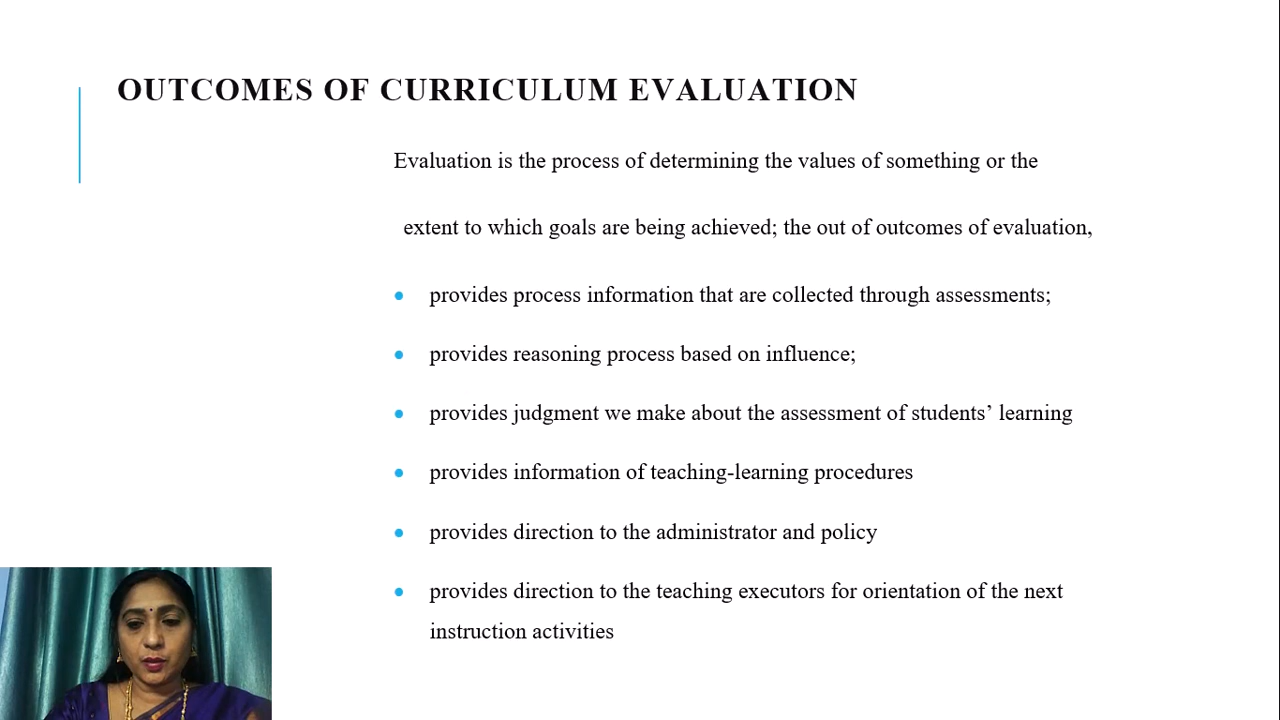 OUTCOMES OF CURRICULUM EVALUATION
Evaluation is the process of determining the values of something or the
extent to which goals are being achieved; the out of outcomes of evaluation,
• provides process information that are collected through assessments;
• provides reasoning process based on influence;
• provides judgment we make about the assessment of students’ learning
• provides information of teaching-learning procedures
• provides direction to the administrator and policy
• provides direction to the teaching executors for orientation of the next
instruction activities